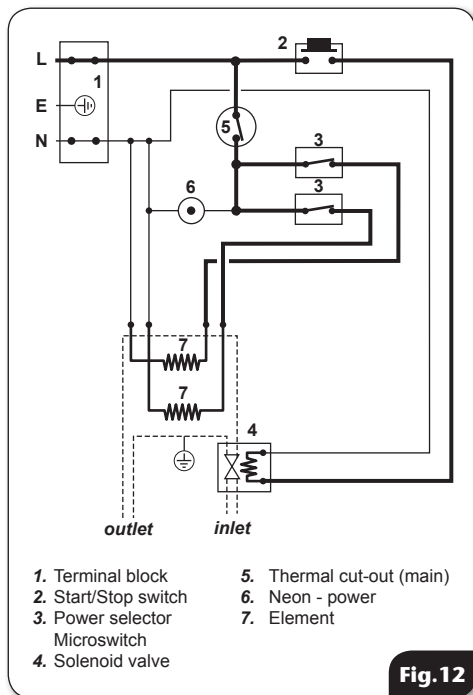 L
E
N
1
2
5
3
3
6
7
7
4
outlet
inlet
1. Terminal block
2. Start/Stop switch
3. Power selector
Microswitch
4. Solenoid valve
5. Thermal cut-out (main)
6. Neon - power
7. Element
Fig.12